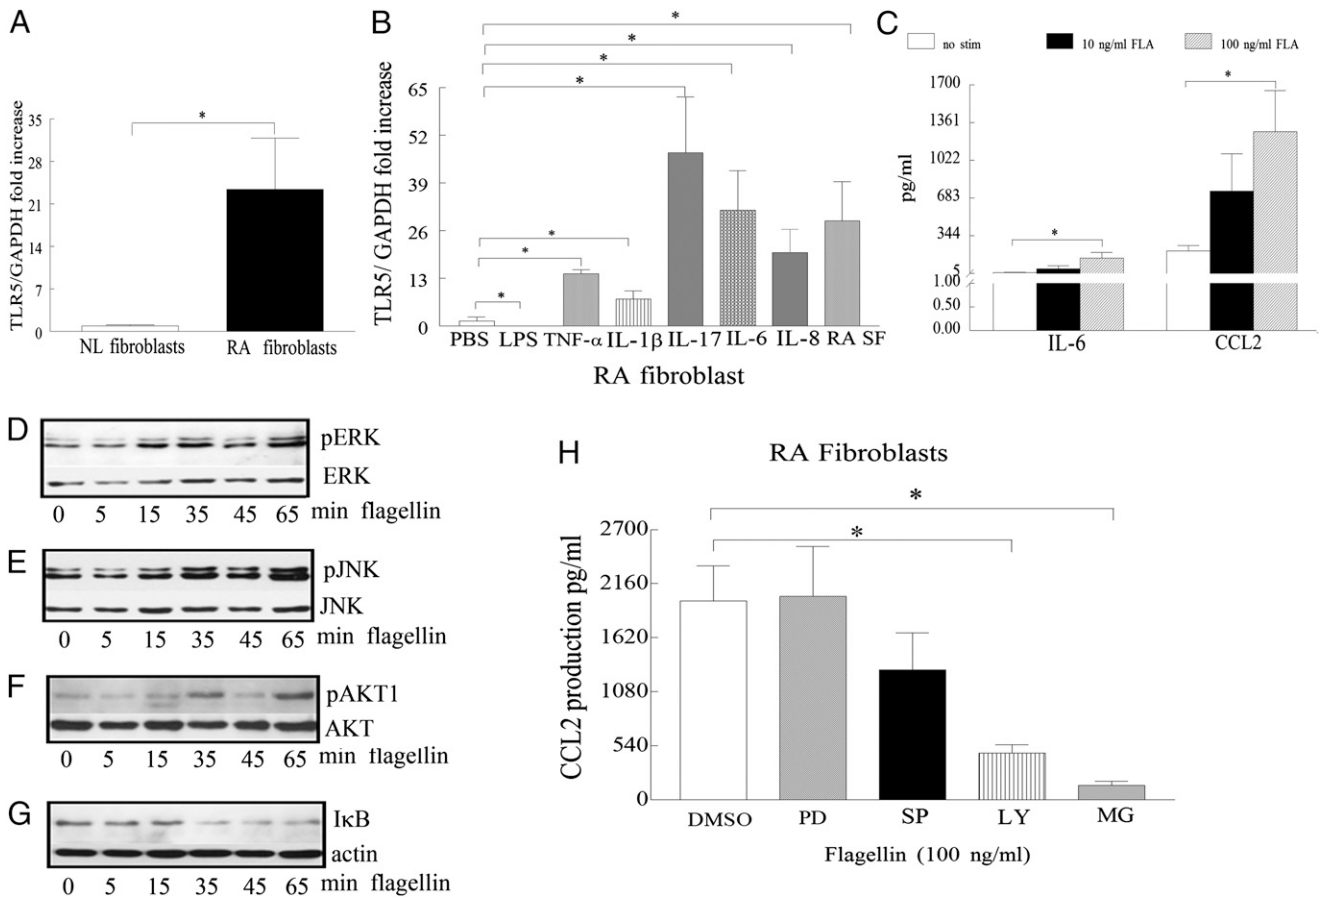 A
TLR5/GAPDH fold increase
35
28
21
14
7
0
*
NL fibroblasts RA fibroblasts
B
TLR5/ GAPDH fold increase
65
52
39
26
13
0
*
*
*
*
*
*
*
PBS LPS TNF-α IL-1β IL-17 IL-6 IL-8 RA SF
RA fibroblast
C
no stim 10 ng/ml FLA 100 ng/ml FLA
pg/ml
1700
1361
1022
683
344
5
1.00
0.50
0.00
*
*
IL-6 CCL2
D
pERK
ERK
0 5 15 35 45 65 min flagellin
E
pJNK
JNK
0 5 15 35 45 65 min flagellin
F
pAKT1
AKT
0 5 15 35 45 65 min flagellin
G
IκB
actin
0 5 15 35 45 65 min flagellin
H
RA Fibroblasts
CCL2 production pg/ml
2700
2160
1620
1080
540
0
*
*
DMSO PD SP LY MG
Flagellin (100 ng/ml)